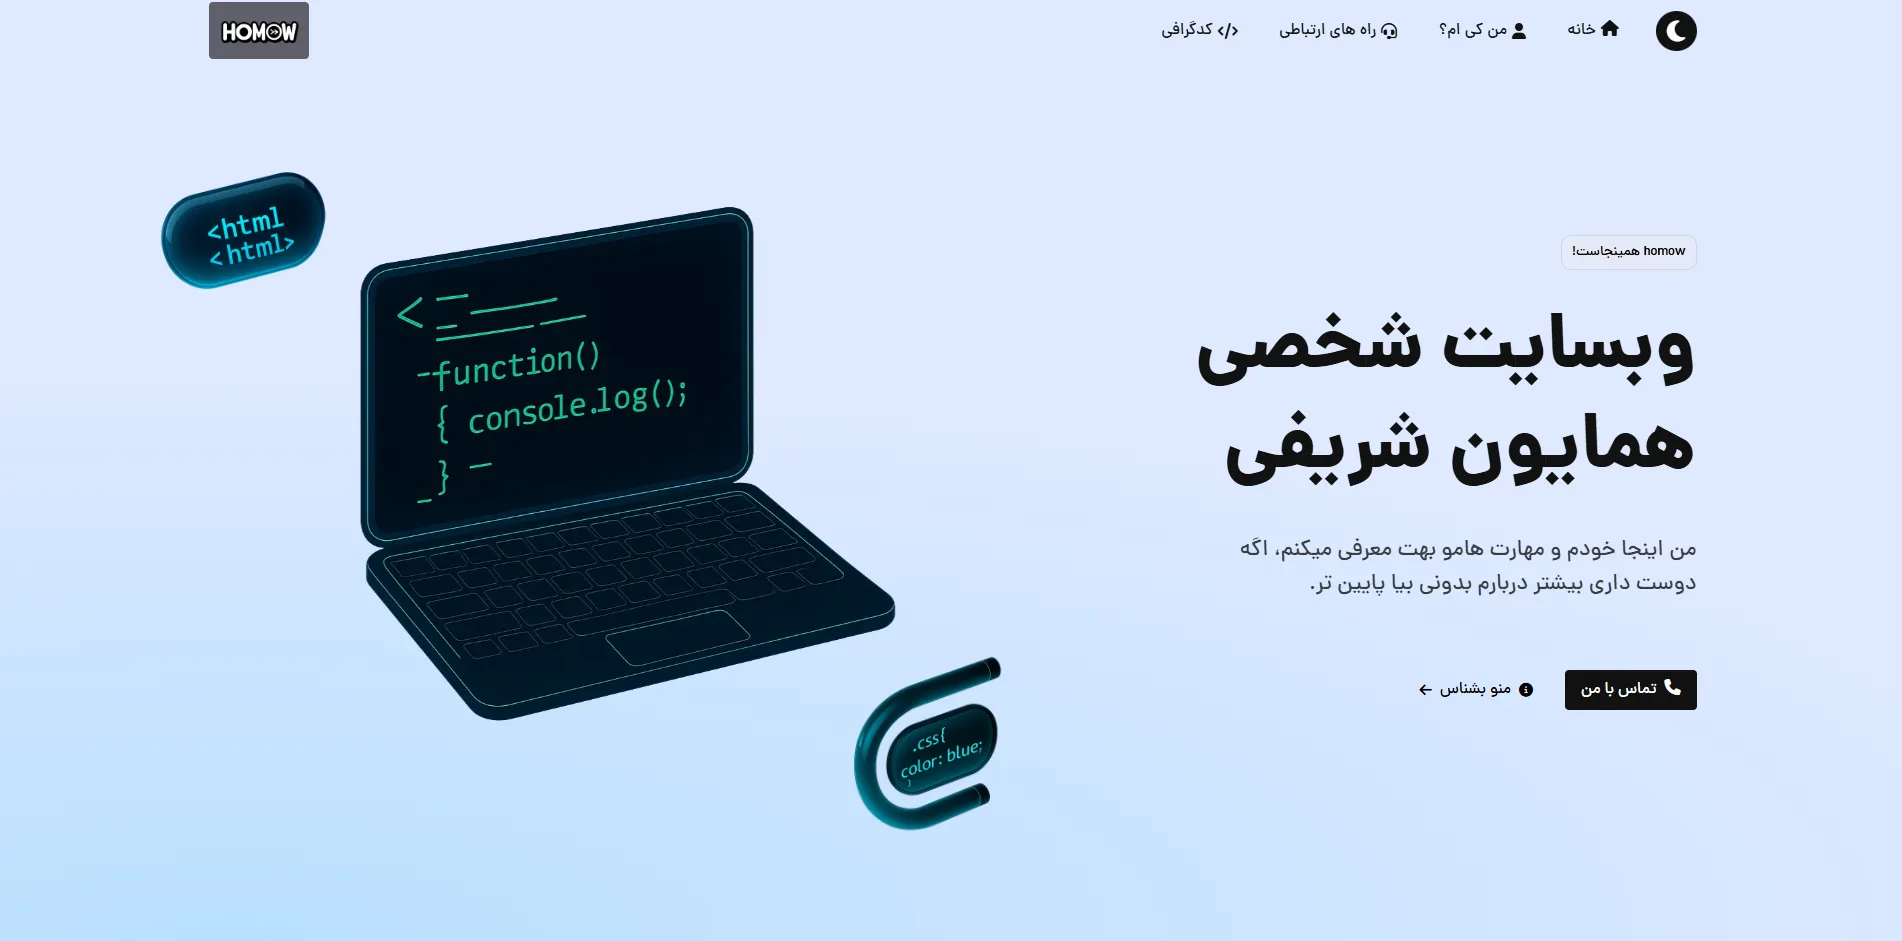 خانه
من کی ام؟
راه های ارتباطی
کدگرافی
HOMOW
homow همینجاست!
وبسایت شخصی
همایون شریفی
من اینجا خودم و مهارت هامو بهت معرفی میکنم، اگه
دوست داری بیشتر دربارم بدونی بیا پایین تر.
تماس با من
منو بشناس
<html
<html>
<
function()
{ console.log();
}
.css{
color: blue;
}